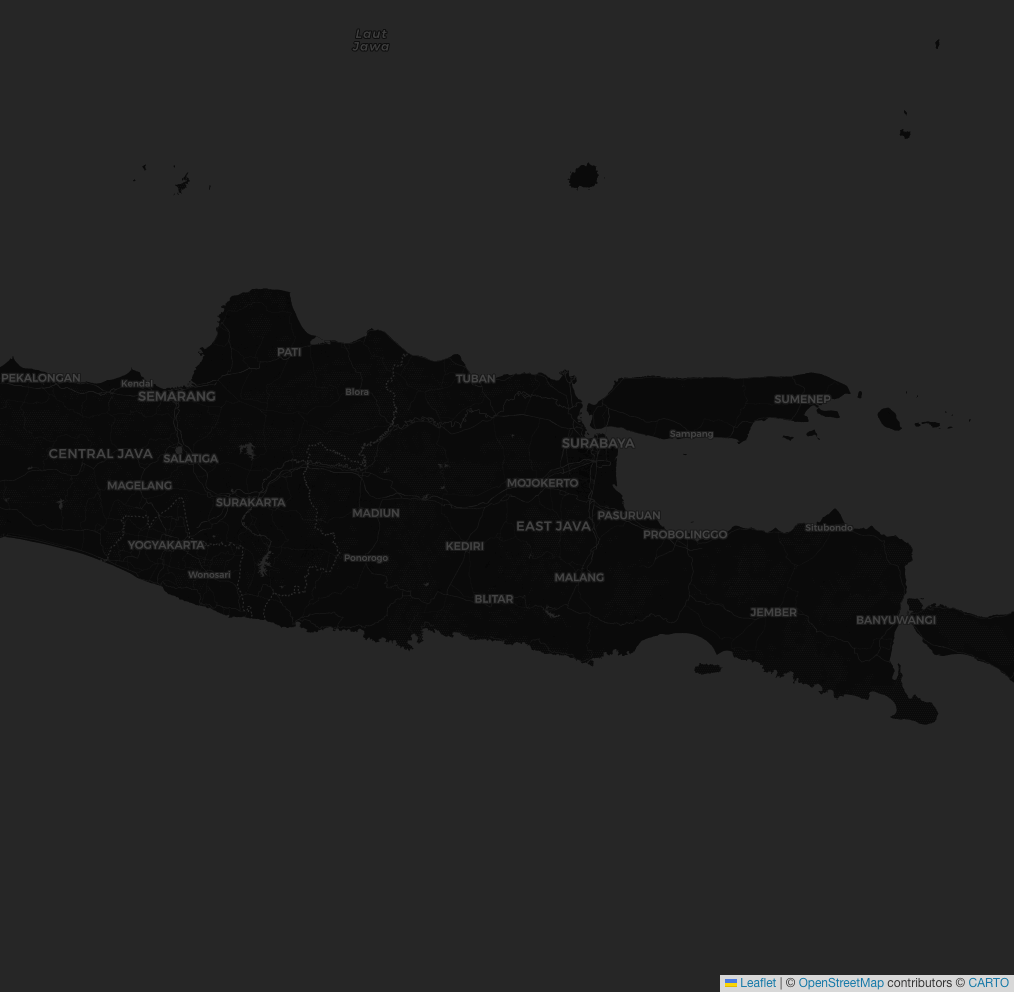 Laut
Jawa
PATI
PEKALONGAN
Kendal
TUBAN
Blora
SEMARANG
SUMENEP
Sampang
SURABAYA
CENTRAL JAVA
SALATIGA
MAGELANG
MOJOKERTO
SURAKARTA
MADIUN
PASURUAN
EAST JAVA
Situbondo
PROBOLINGGO
YOGYAKARTA
KEDIRI
Ponorogo
Wonosari
MALANG
BLITAR
JEMBER
BANYUWANGI
Leaflet | © OpenStreetMap contributors © CARTO